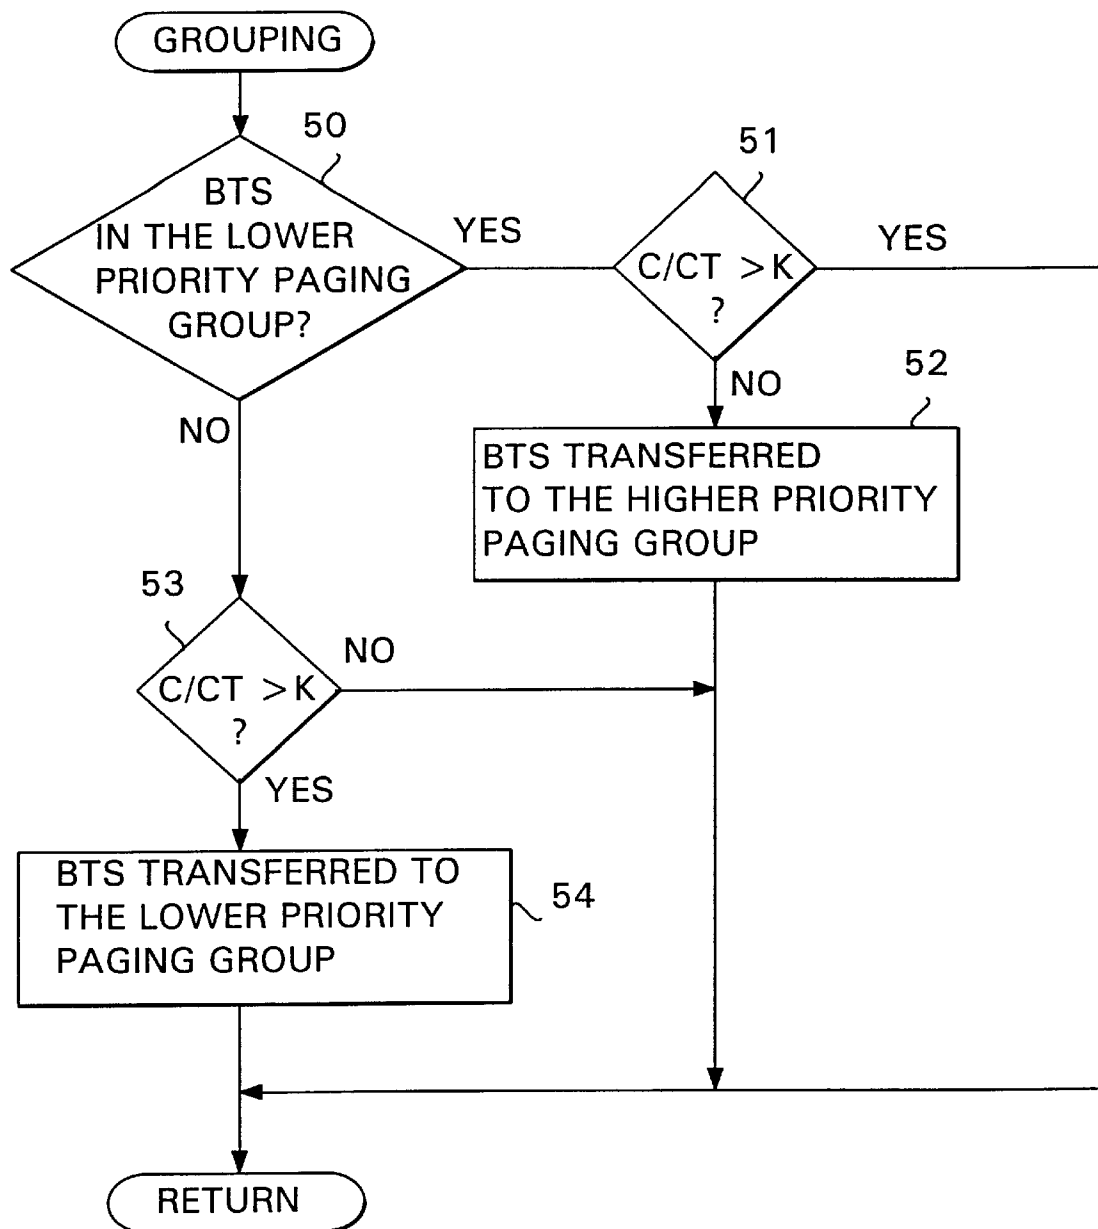 GROUPING
50
BTS
IN THE LOWER
PRIORITY PAGING
GROUP?
YES
NO
51
C/CT >K
?
YES
NO
52
BTS TRANSFERRED
TO THE HIGHER PRIORITY
PAGING GROUP
53
C/CT >K
?
NO
YES
BTS TRANSFERRED TO
THE LOWER PRIORITY
PAGING GROUP
54
RETURN